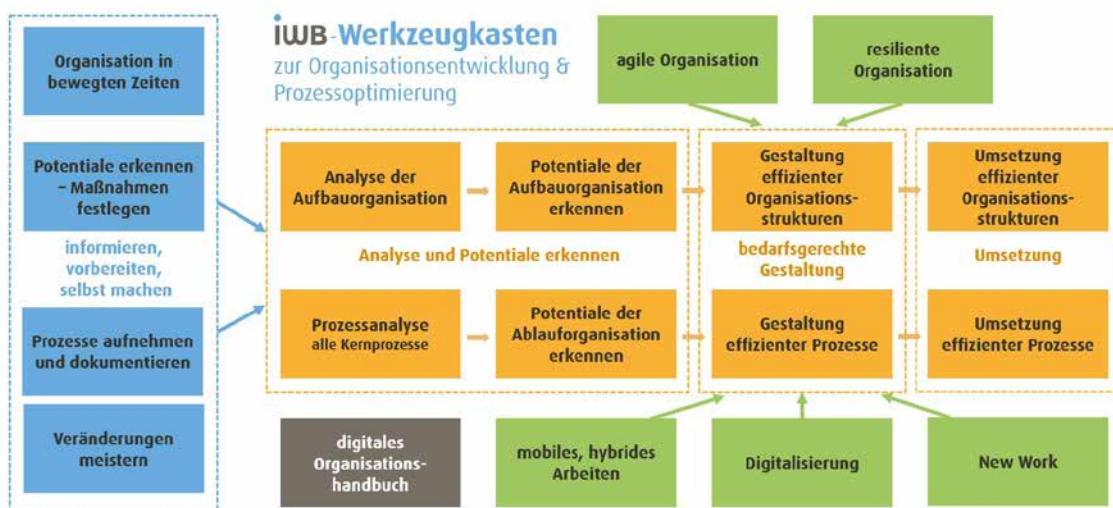 iwb-Werkzeugkasten
zur Organisationsentwicklung &
Prozessoptimierung
Organisation in
bewegten Zeiten
Potentiale erkennen
– Maßnahmen
festlegen
informieren,
vorbereiten,
selbst machen
Prozesse aufnehmen
und dokumentieren
Veränderungen
meistern
agile Organisation
resiliente
Organisation
Analyse der
Aufbauorganisation
Potentiale der
Aufbauorganisation
erkennen
Gestaltung
effizienter
Organisations-
strukturen
Umsetzung
effizienter
Organisations-
strukturen
Analyse und Potentiale erkennen
bedarfsgerechte
Gestaltung
Umsetzung
Prozessanalyse
alle Kernprozesse
Potentiale der
Ablauforganisation
erkennen
Gestaltung
effizienter Prozesse
Umsetzung
effizienter Prozesse
digitales
Organisations-
handbuch
mobiles, hybrides
Arbeiten
Digitalisierung
New Work